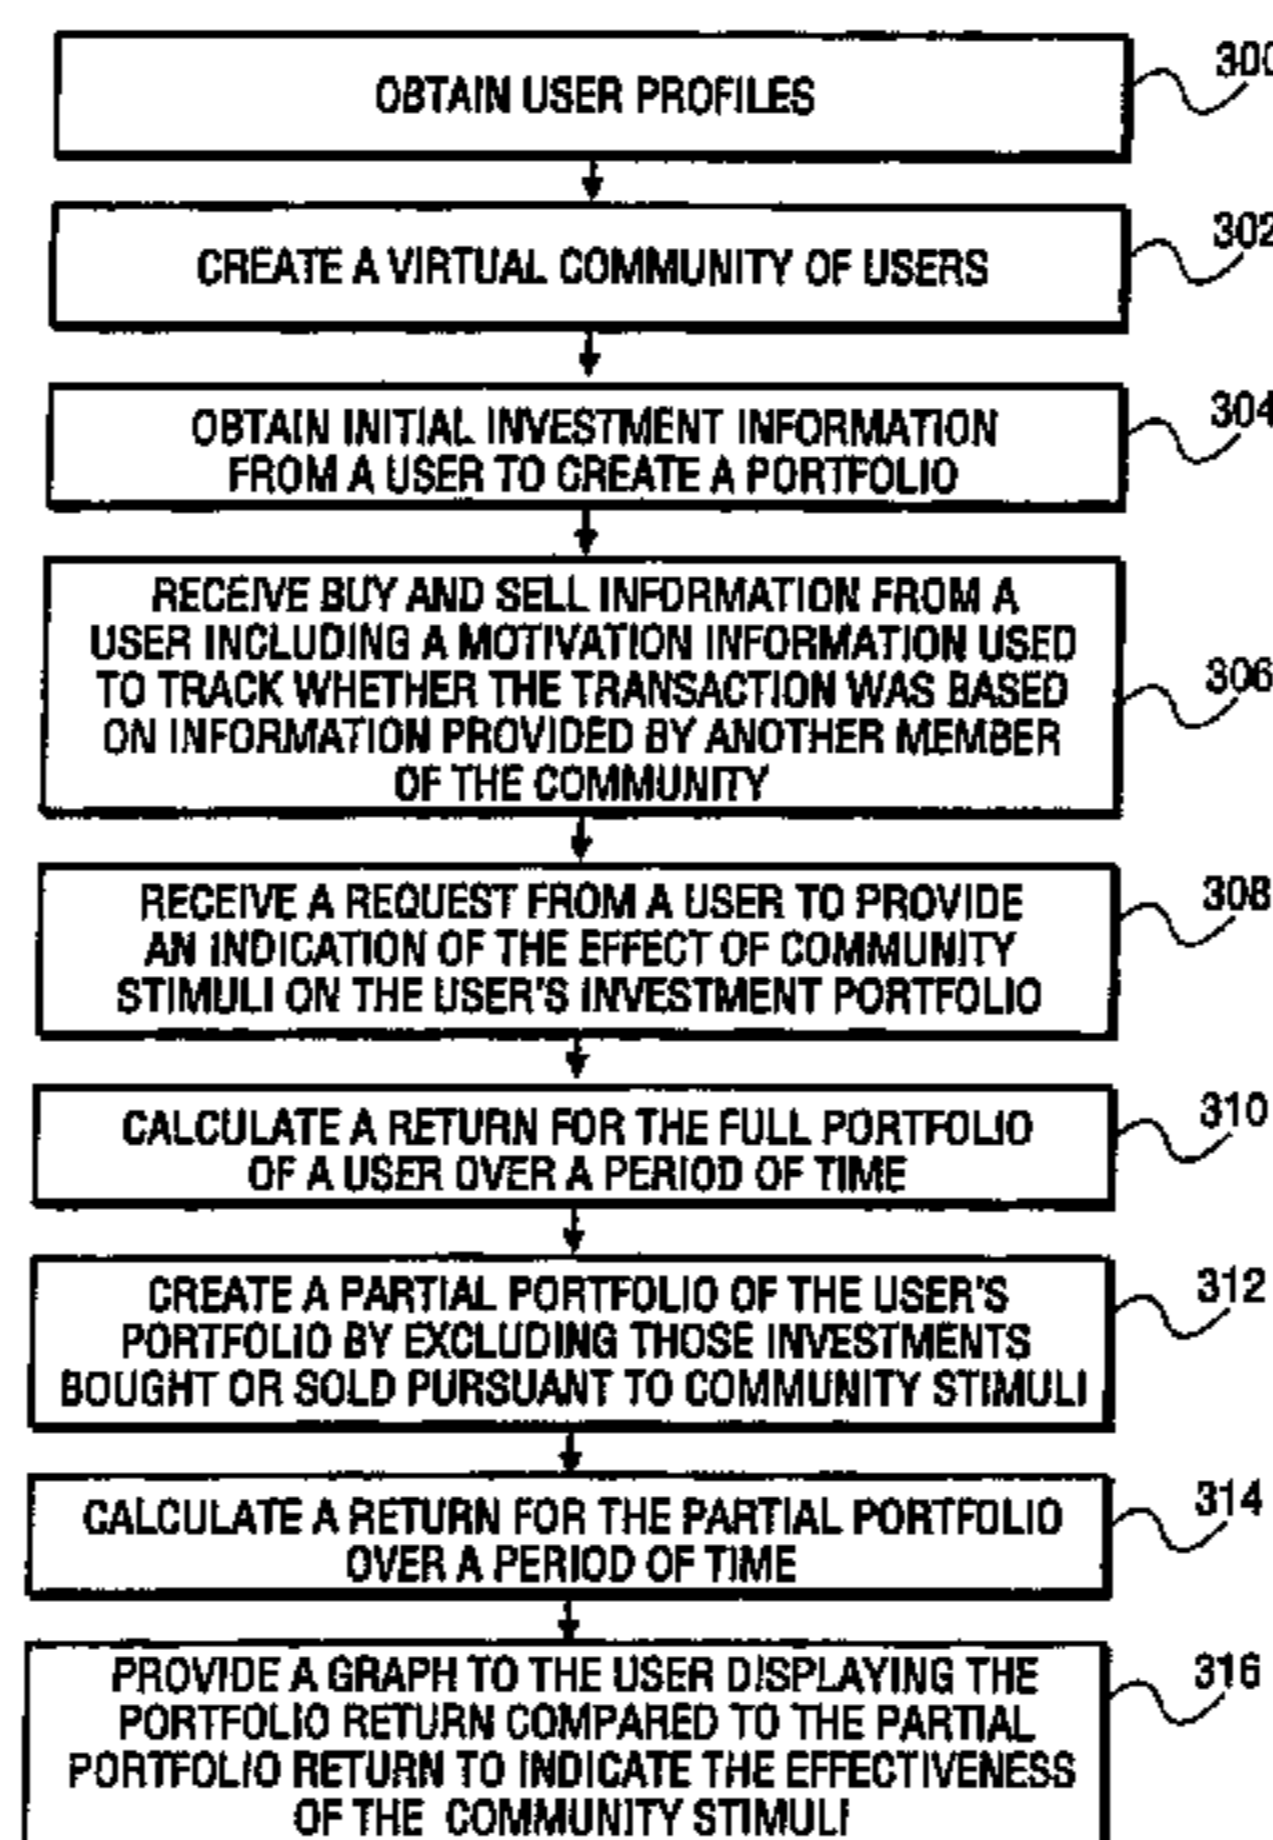 OBTAIN USER PROFILES
300
CREATE A VIRTUAL COMMUNITY OF USERS
302
OBTAIN INITIAL INVESTMENT INFORMATION
FROM A USER TO CREATE A PORTFOLIO
304
RECEIVE BUY AND SELL INFORMATION FROM A
USER INCLUDING A MOTIVATION INFORMATION USED
TO TRACK WHETHER THE TRANSACTION WAS BASED
ON INFORMATION PROVIDED BY ANOTHER MEMBER
OF THE COMMUNITY
306
RECEIVE A REQUEST FROM A USER TO PROVIDE
AN INDICATION OF THE EFFECT OF COMMUNITY
STIMULI ON THE USER'S INVESTMENT PORTFOLIO
308
CALCULATE A RETURN FOR THE FULL PORTFOLIO
OF A USER OVER A PERIOD OF TIME
310
CREATE A PARTIAL PORTFOLIO OF THE USER'S
PORTFOLIO BY EXCLUDING THOSE INVESTMENTS
BOUGHT OR SOLD PURSUANT TO COMMUNITY STIMULI
312
CALCULATE A RETURN FOR THE PARTIAL PORTFOLIO
OVER A PERIOD OF TIME
314
PROVIDE A GRAPH TO THE USER DISPLAYING THE
PORTFOLIO RETURN COMPARED TO THE PARTIAL
PORTFOLIO RETURN TO INDICATE THE EFFECTIVENESS
OF THE COMMUNITY STIMULI
316